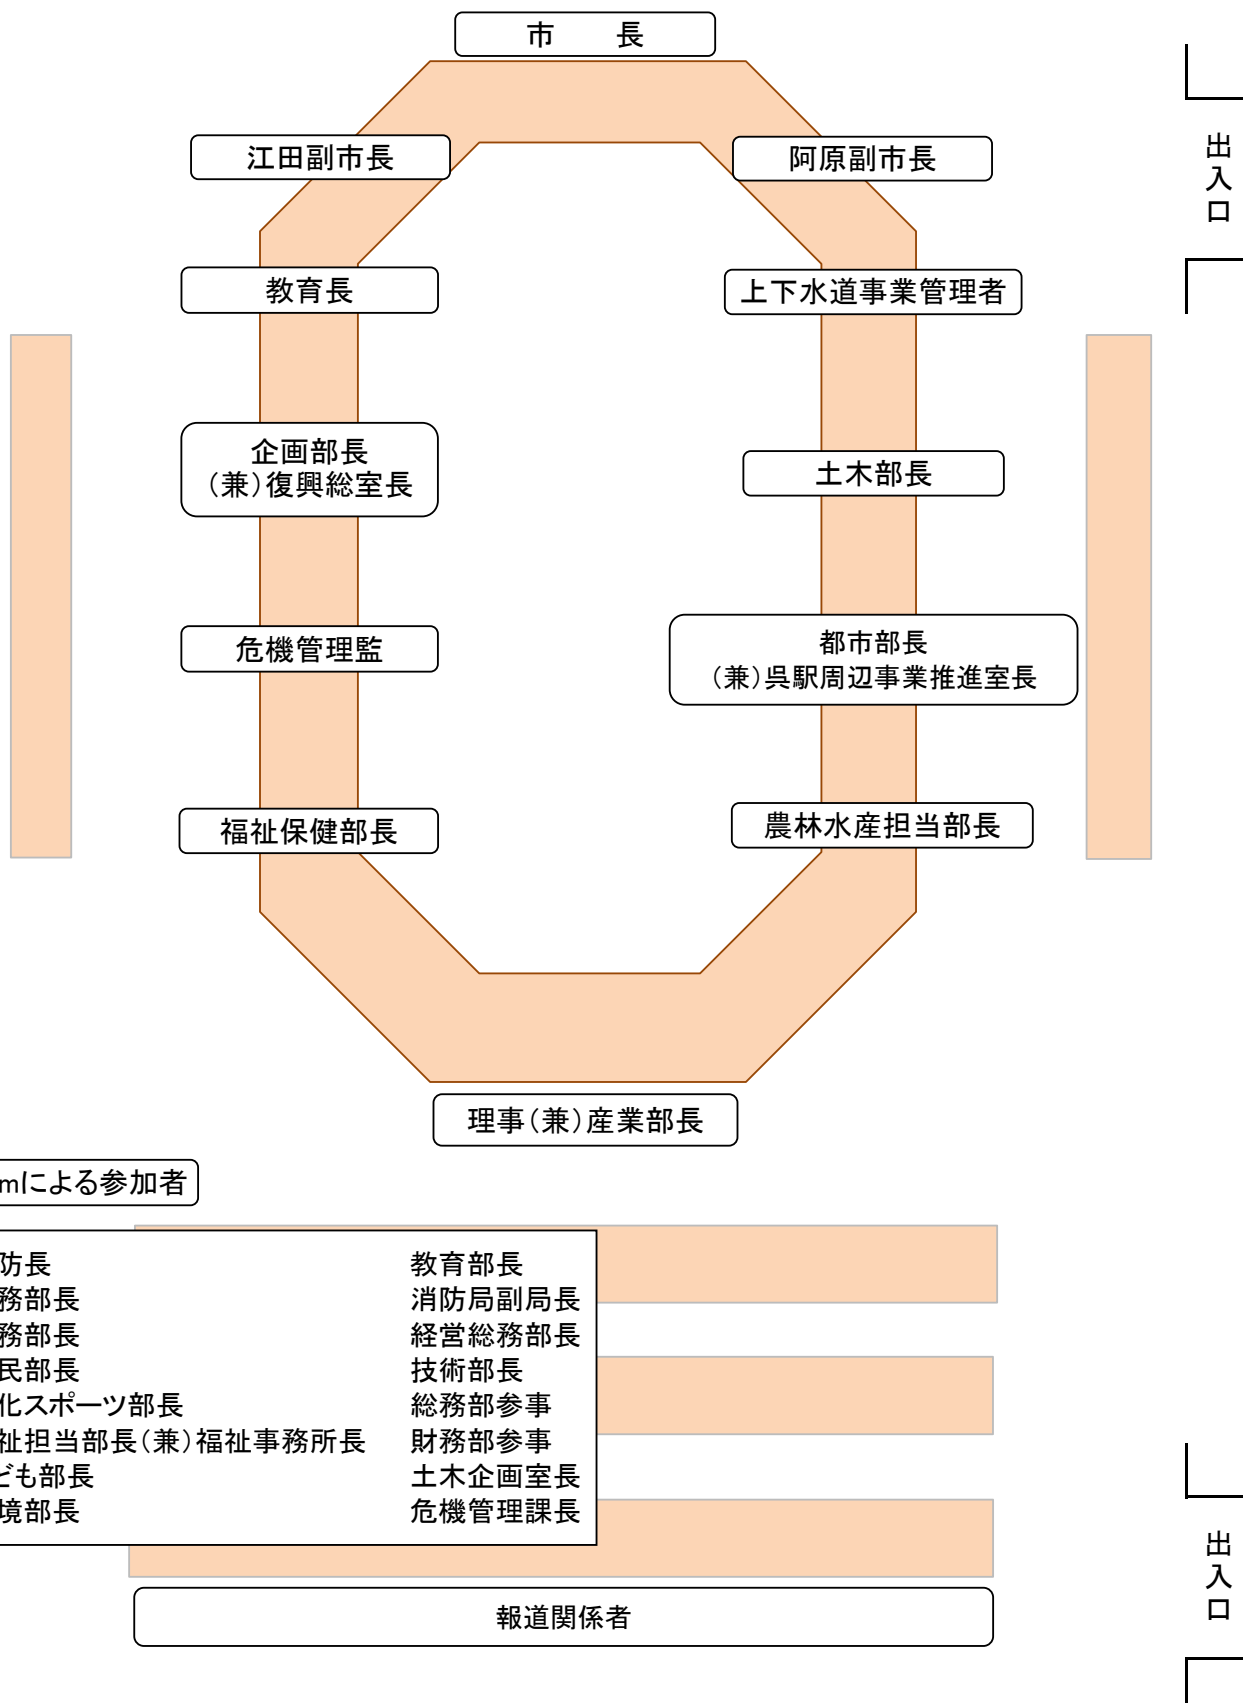 市　　長
江田副市長
阿原副市長
出入口
教育長
上下水道事業管理者
企画部長
（兼）復興総室長
土木部長
危機管理監
都市部長
（兼）呉駅周辺事業推進室長
福祉保健部長
農林水産担当部長
理事（兼）産業部長
mによる参加者
防長
務部長
務部長
民部長
化スポーツ部長
祉担当部長（兼）福祉事務所長
ども部長
境部長
教育部長
消防局副局長
経営総務部長
技術部長
総務部参事
財務部参事
土木企画室長
危機管理課長
出入口
報道関係者